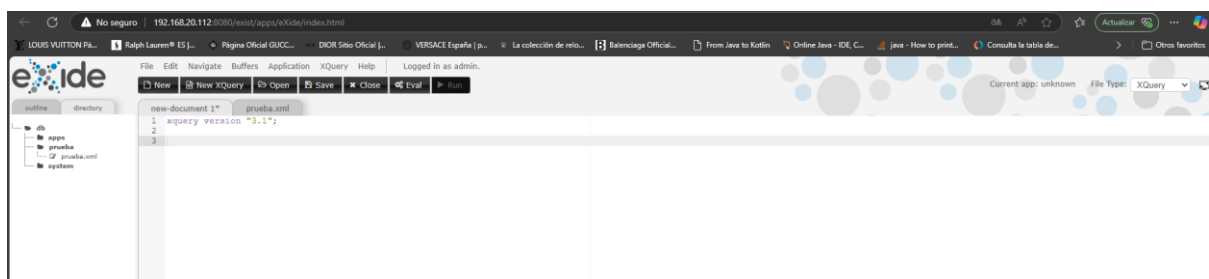 No seguro 192.168.20.112:8080/exist/apps/eXide/index.html Actualizar
LOUIS VUITTON Pá... Ralph Lauren® ES |... Página Oficial GUCC... DIOR Sitio Oficial |... VERSACE España | p... La colección de relo... Balenciaga Official... From Java to Kotlin Online Java - IDE, C... java - How to print... Consulta la tabla de... Otros favoritos
eXide
File Edit Navigate Buffers Application XQuery Help Logged in as admin.
New New XQuery Open Save Close Eval Run
Current app: unknown File Type: XQuery
outline directory
new-document 1* prueba.xml
db
apps
prueba
prueba.xml
system
1 xquery version "3.1";
2
3